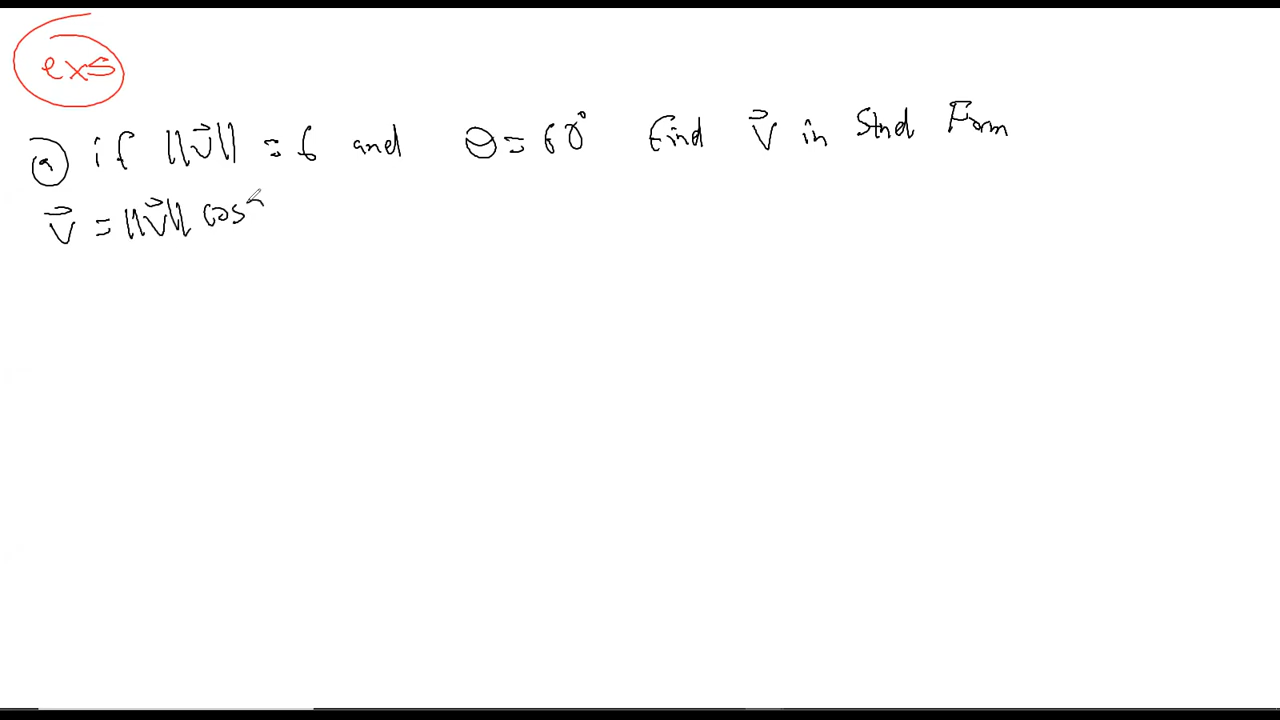 exs
(a) if ||v⃗|| = 6 and θ = 60° Find v⃗ in Stnd Form
v⃗ = ||v⃗|| cos